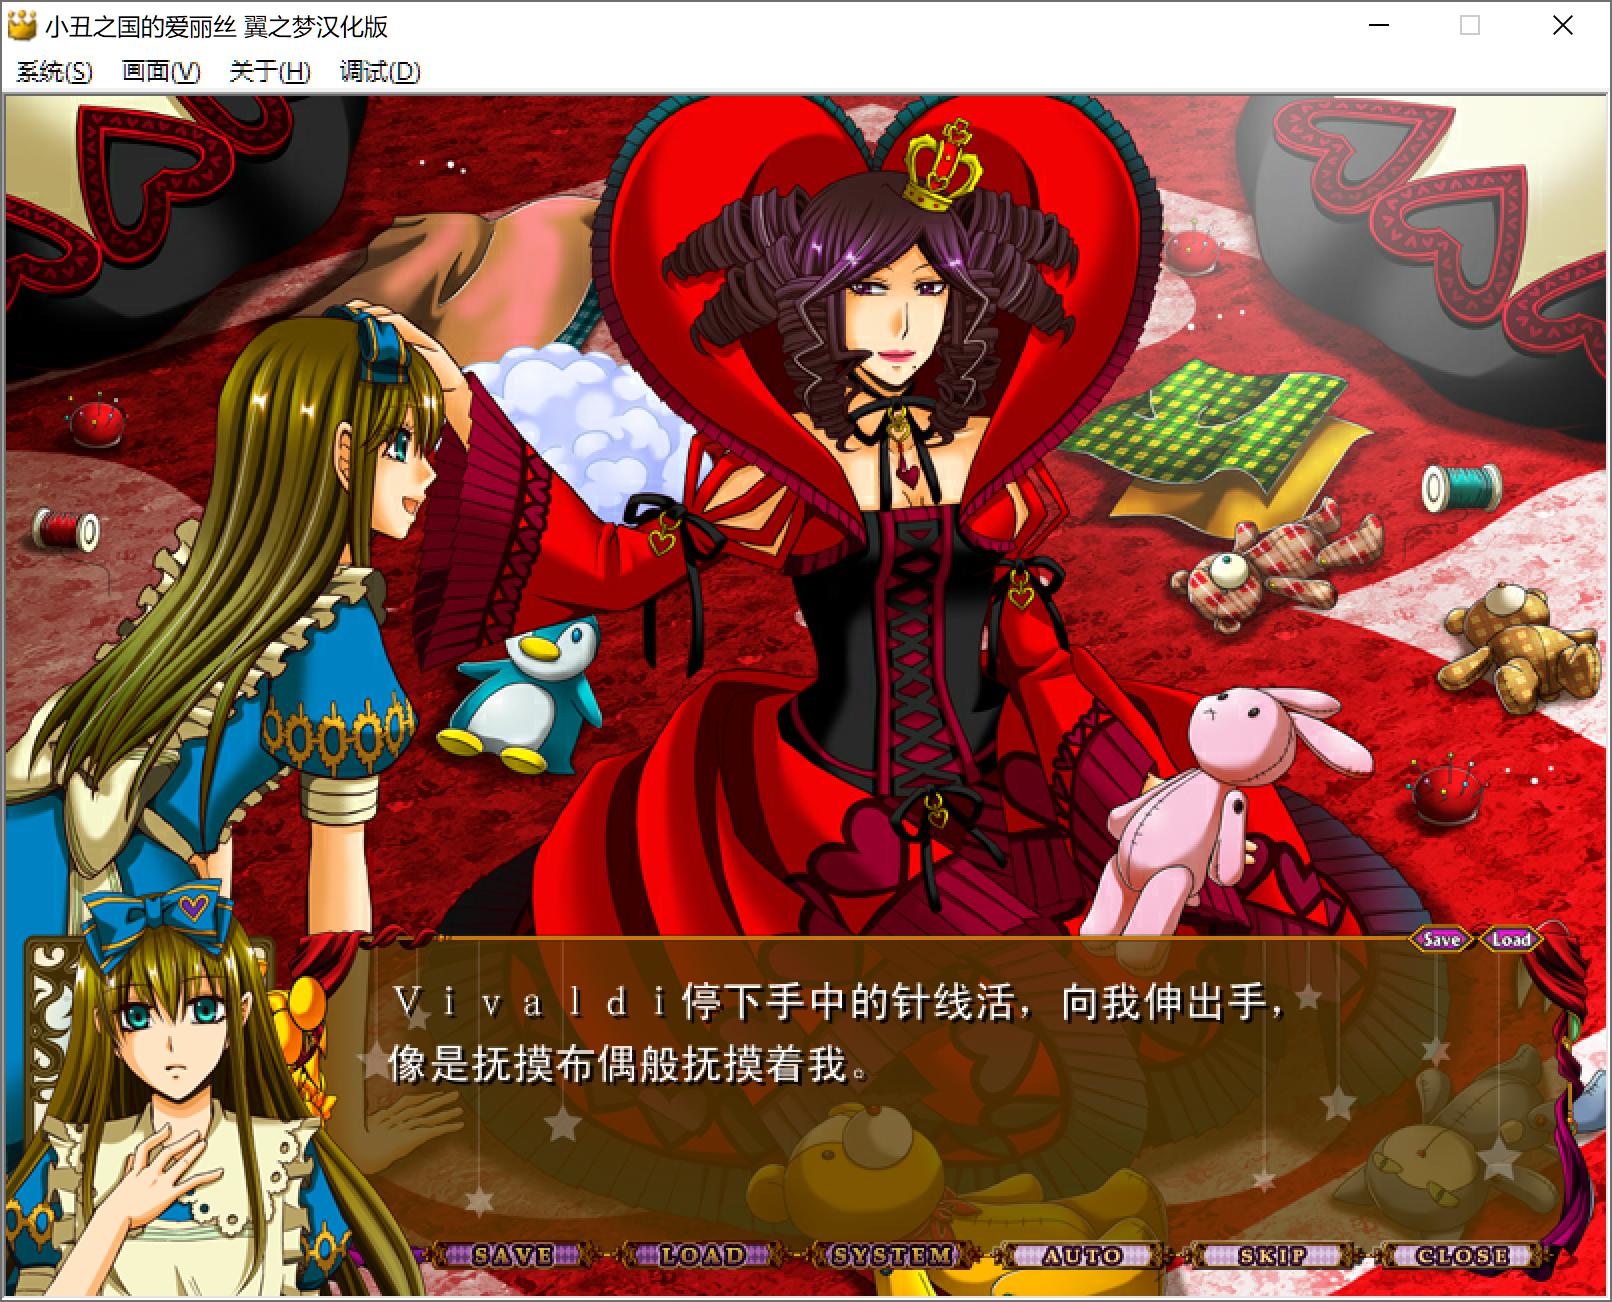 小丑之国的爱丽丝 翼之梦汉化版
系统(S) 画面(V) 关于(H) 调试(D)
Save Load
Vivaldi停下手中的针线活，向我伸出手，
像是抚摸布偶般抚摸着我。
SAVE LOAD SYSTEM AUTO SKIP CLOSE